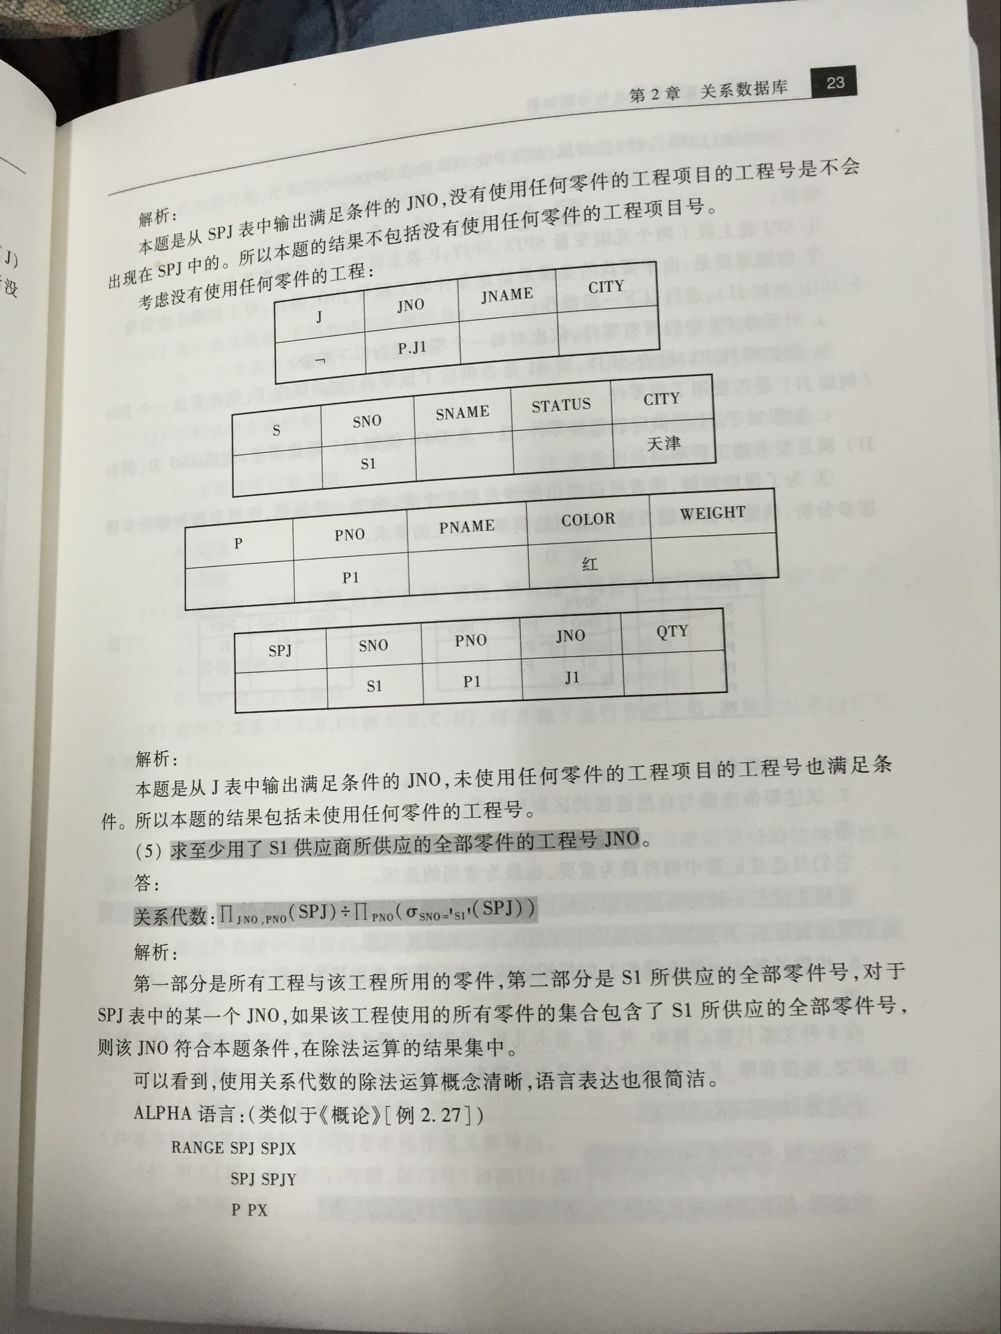 第2章 关系数据库 23
解析:
本题是从 SPJ 表中输出满足条件的 JNO,没有使用任何零件的工程项目的工程号是不会
出现在 SPJ 中的。所以本题的结果不包括没有使用任何零件的工程项目号。
考虑没有使用任何零件的工程:
J JNO JNAME CITY
¬ P.J1
S SNO SNAME STATUS CITY
S1 天津
P PNO PNAME COLOR WEIGHT
P1 红
SPJ SNO PNO JNO QTY
S1 P1 J1
解析:
本题是从 J 表中输出满足条件的 JNO,未使用任何零件的工程项目的工程号也满足条
件。所以本题的结果包括未使用任何零件的工程号。
(5) 求至少用了 S1 供应商所供应的全部零件的工程号 JNO。
答:
关系代数:∏JNO,PNO(SPJ)÷∏PNO(σSNO='S1'(SPJ))
解析:
第一部分是所有工程与该工程所用的零件,第二部分是 S1 所供应的全部零件号,对于
SPJ 表中的某一个 JNO,如果该工程使用的所有零件的集合包含了 S1 所供应的全部零件号,
则该 JNO 符合本题条件,在除法运算的结果集中。
可以看到,使用关系代数的除法运算概念清晰,语言表达也很简洁。
ALPHA 语言:(类似于《概论》[例 2.27])
RANGE SPJ SPJX
SPJ SPJY
P PX
J)
没